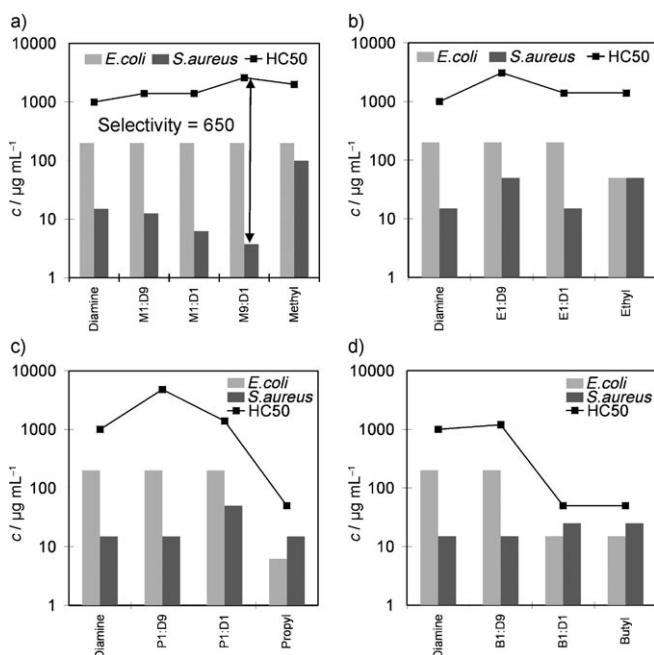 a)
E.coli S.aureus HC50
10000
1000
100
10
1
c / µg mL⁻¹
Selectivity = 650
Diamine
M1:D9
M1:D1
M9:D1
Methyl
b)
E.coli S.aureus HC50
10000
1000
100
10
1
c / µg mL⁻¹
Diamine
E1:D9
E1:D1
Ethyl
c)
E.coli
S.aureus
HC50
10000
1000
100
10
1
c / µg mL⁻¹
Diamine
P1:D9
P1:D1
Propyl
d)
E.coli
S.aureus
HC50
10000
1000
100
10
1
c / µg mL⁻¹
Diamine
B1:D9
B1:D1
Butyl